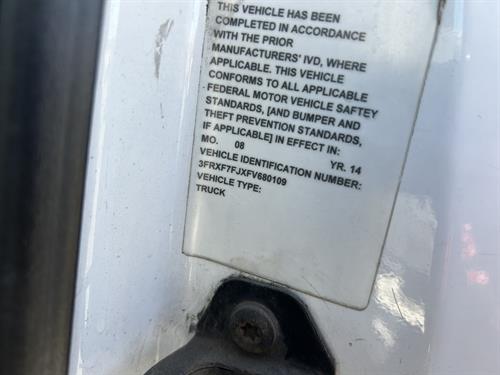 THIS VEHICLE HAS BEEN
COMPLETED IN ACCORDANCE
WITH THE PRIOR
MANUFACTURERS' IVD, WHERE
APPLICABLE. THIS VEHICLE
CONFORMS TO ALL APPLICABLE
FEDERAL MOTOR VEHICLE SAFTEY
STANDARDS, [AND BUMPER AND
THEFT PREVENTION STANDARDS,
IF APPLICABLE] IN EFFECT IN:
MO. 08 YR. 14
VEHICLE IDENTIFICATION NUMBER:
3FRXF7FJXFV680109
VEHICLE TYPE:
TRUCK